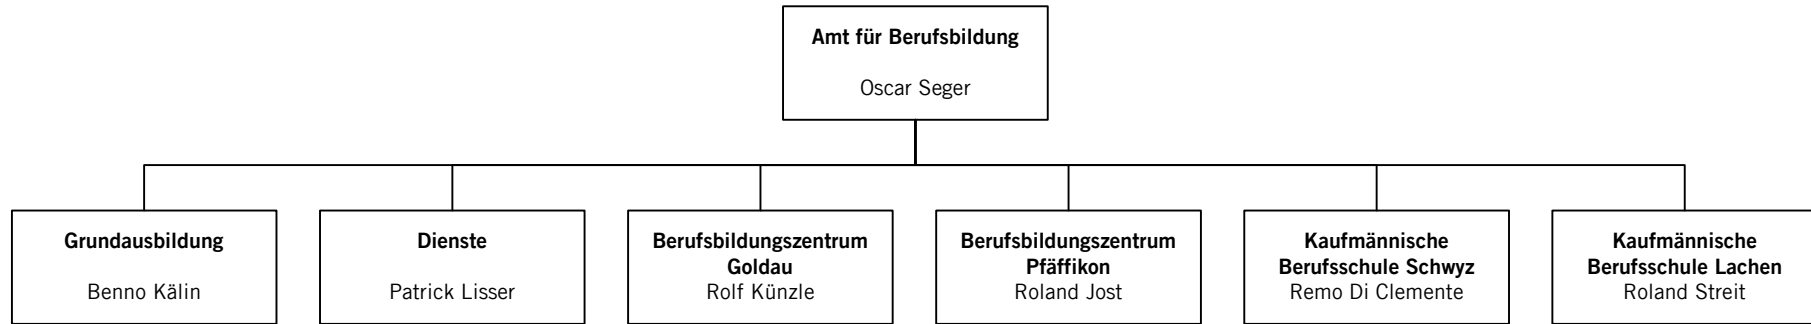 Amt für Berufsbildung
Oscar Seger
Grundausbildung
Benno Kälin
Dienste
Patrick Lisser
Berufsbildungszentrum
Goldau
Rolf Künzle
Berufsbildungszentrum
Pfäffikon
Roland Jost
Kaufmännische
Berufsschule Schwyz
Remo Di Clemente
Kaufmännische
Berufsschule Lachen
Roland Streit